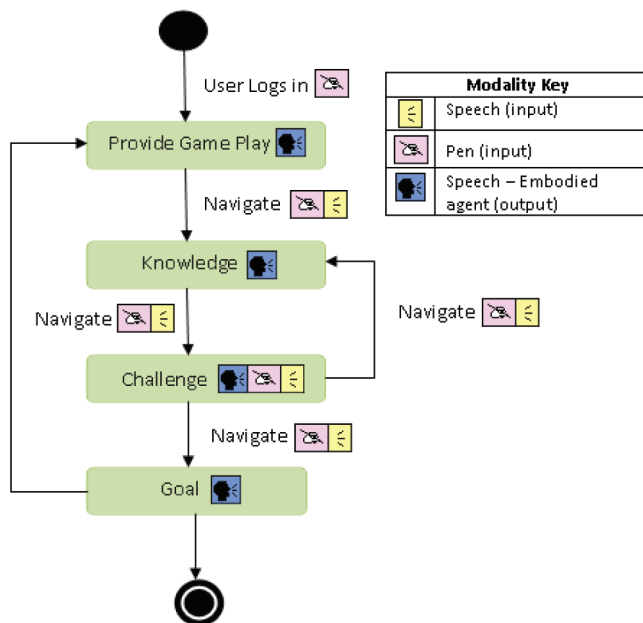 User Logs in
Modality Key
Speech (input)
Pen (input)
Speech – Embodied
agent (output)
Provide Game Play
Navigate
Knowledge
Navigate
Navigate
Challenge
Navigate
Goal